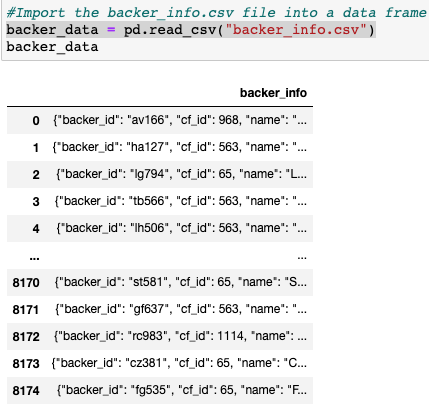 #Import the backer_info.csv file into a data frame
backer_data = pd.read_csv("backer_info.csv")
backer_data
backer_info
0 {"backer_id": "av166", "cf_id": 968, "name": "...
1 {"backer_id": "ha127", "cf_id": 563, "name": "...
2 {"backer_id": "lg794", "cf_id": 65, "name": "L...
3 {"backer_id": "tb566", "cf_id": 563, "name": "...
4 {"backer_id": "lh506", "cf_id": 563, "name": "...
... ...
8170 {"backer_id": "st581", "cf_id": 65, "name": "S...
8171 {"backer_id": "gf637", "cf_id": 563, "name": "...
8172 {"backer_id": "rc983", "cf_id": 1114, "name": ...
8173 {"backer_id": "cz381", "cf_id": 65, "name": "C...
8174 {"backer_id": "fg535", "cf_id": 65, "name": "F...